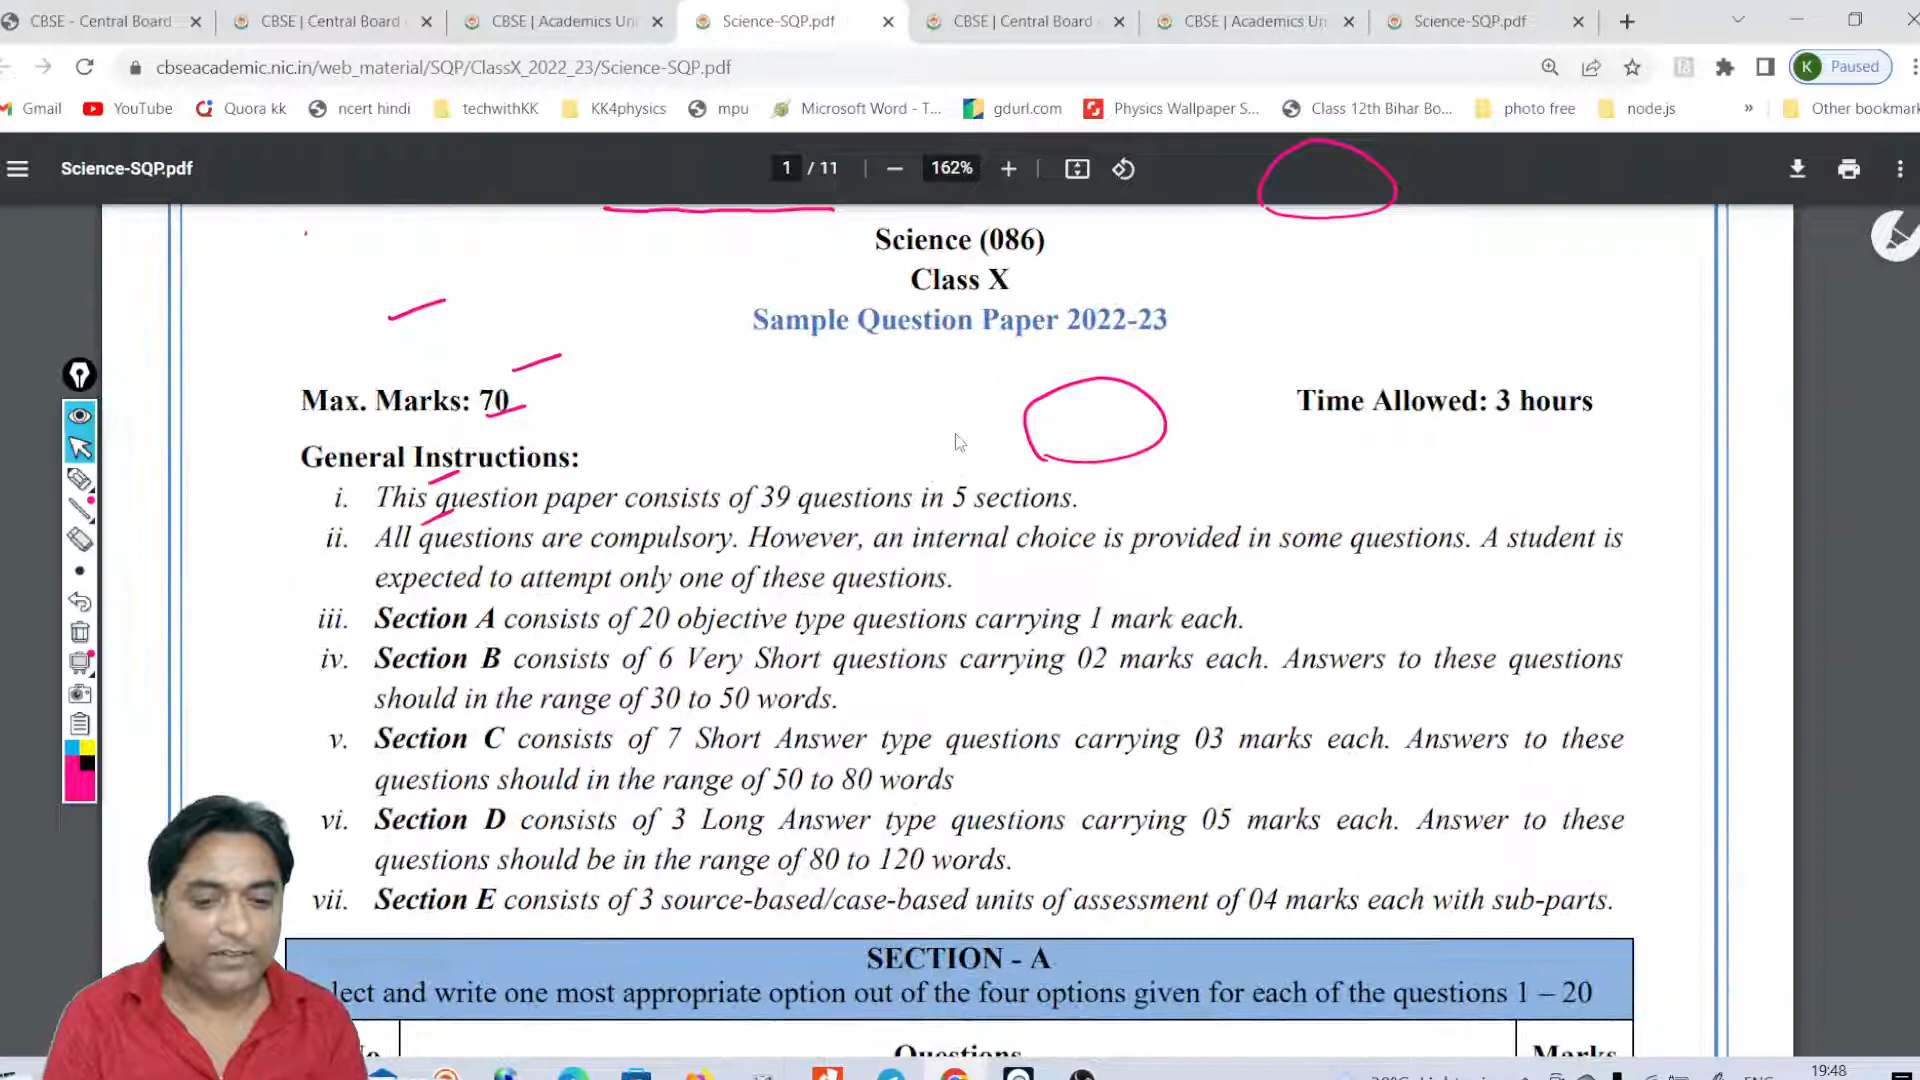 CBSE - Central Board
CBSE | Central Board
CBSE | Academics Uni
Science-SQP.pdf
CBSE | Central Board
CBSE | Academics Un
Science-SQP.pdf
cbseacademic.nic.in/web_material/SQP/ClassX_2022_23/Science-SQP.pdf
K Paused
Gmail
YouTube
Quora kk
ncert hindi
techwithKK
KK4physics
mpu
Microsoft Word - T...
gdurl.com
Physics Wallpaper S...
Class 12th Bihar Bo...
photo free
node.js
»
Other bookmark
Science-SQP.pdf
1 / 11
162%
Science (086)
Class X
Sample Question Paper 2022-23
Max. Marks: 70 Time Allowed: 3 hours
General Instructions:
i. This question paper consists of 39 questions in 5 sections.
ii. All questions are compulsory. However, an internal choice is provided in some questions. A student is
expected to attempt only one of these questions.
iii. Section A consists of 20 objective type questions carrying 1 mark each.
iv. Section B consists of 6 Very Short questions carrying 02 marks each. Answers to these questions
should in the range of 30 to 50 words.
v. Section C consists of 7 Short Answer type questions carrying 03 marks each. Answers to these
questions should in the range of 50 to 80 words
vi. Section D consists of 3 Long Answer type questions carrying 05 marks each. Answer to these
questions should be in the range of 80 to 120 words.
vii. Section E consists of 3 source-based/case-based units of assessment of 04 marks each with sub-parts.
SECTION - A
lect and write one most appropriate option out of the four options given for each of the questions 1 – 20
Questions
Marks
19:48